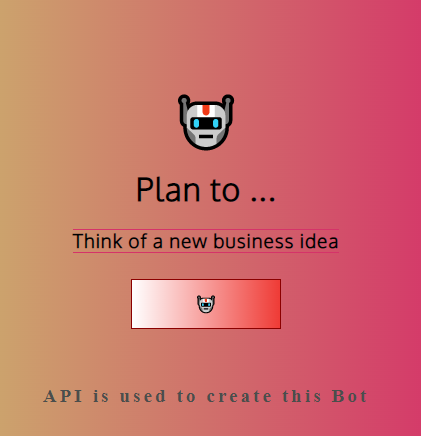 Plan to ...
Think of a new business idea
API is used to create this Bot